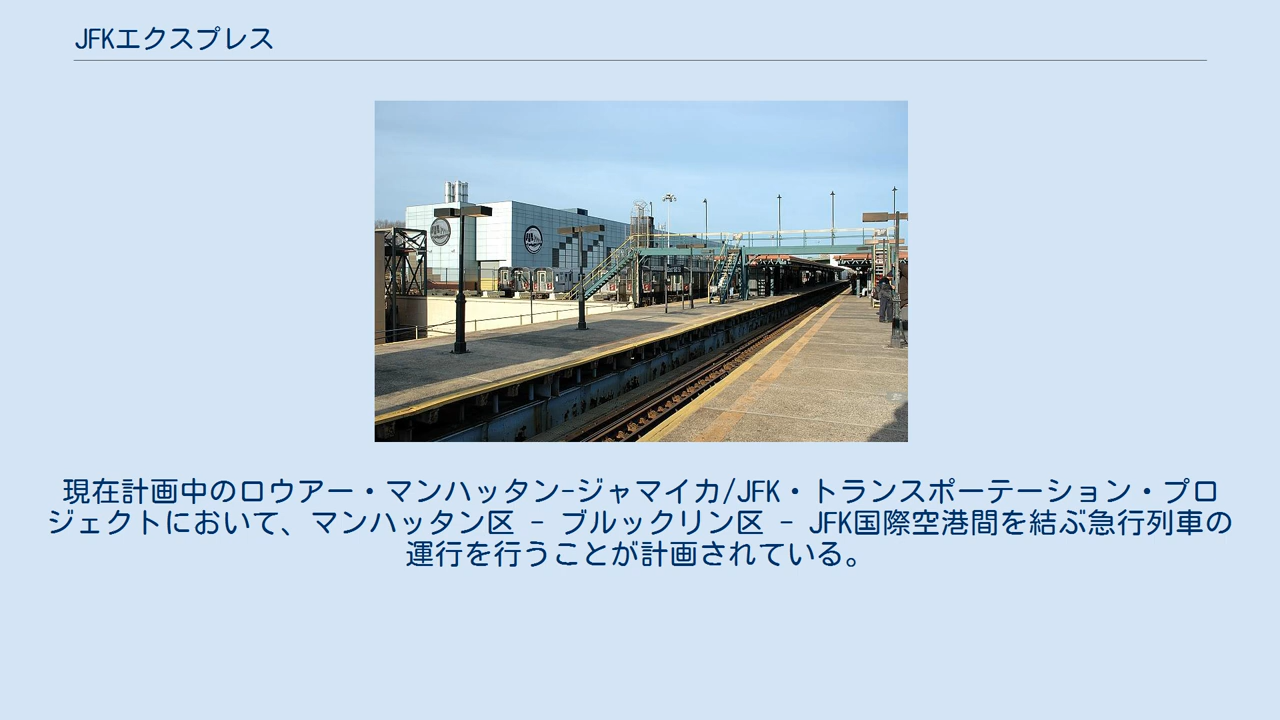 JFKエクスプレス
現在計画中のロウアー・マンハッタン-ジャマイカ/JFK・トランスポーテーション・プロ
ジェクトにおいて、マンハッタン区 - ブルックリン区 - JFK国際空港間を結ぶ急行列車の
運行を行うことが計画されている。